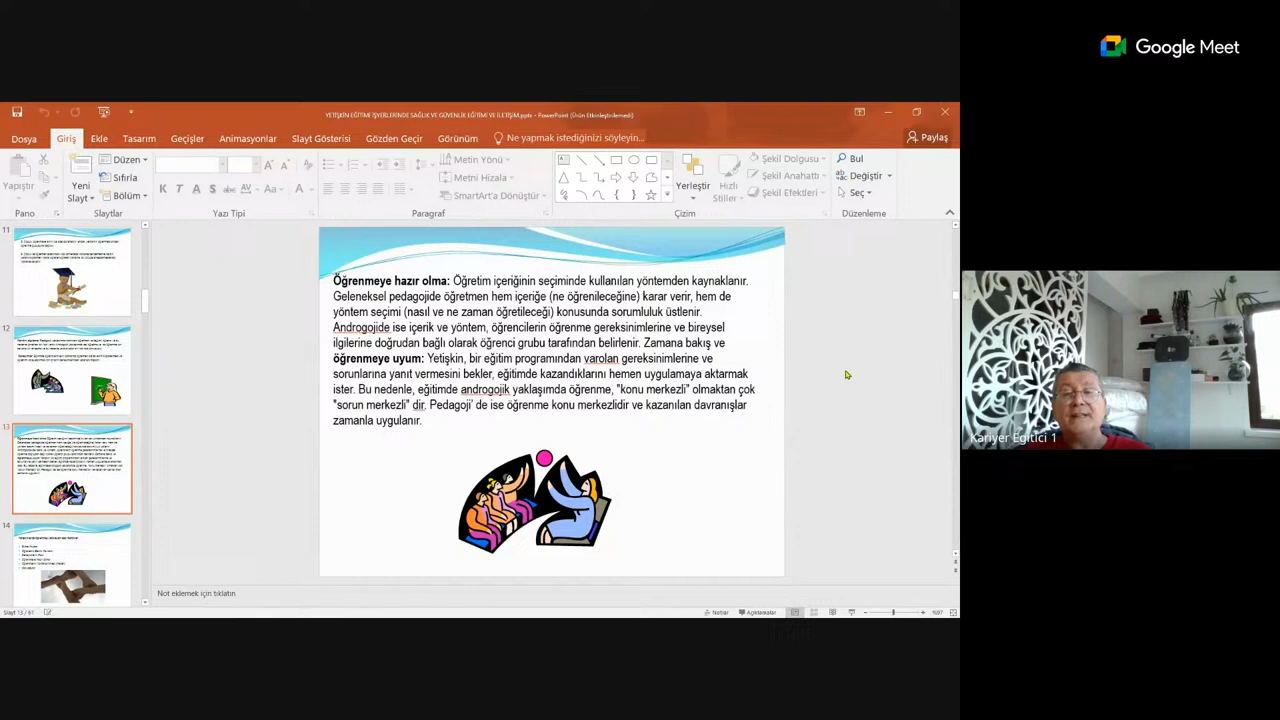 Google Meet
YETİŞKİN EĞİTİMİ İŞYERLERİNDE SAĞLIK VE GÜVENLİK EĞİTİMİ VE İLETİŞİM.pptx - PowerPoint (Ürün Etkinleştirilemedi)
Dosya Giriş Ekle Tasarım Geçişler Animasyonlar Slayt Gösterisi Gözden Geçir Görünüm Ne yapmak istediğinizi söyleyin... Paylaş
Yapıştır
Yeni Slayt
Düzen
Sıfırla
Bölüm
Metin Yönü
Metni Hizala
SmartArt'a Dönüştür
Yerleştir
Hızlı Stiller
Şekil Dolgusu
Şekil Anahattı
Şekil Efektleri
Bul
Değiştir
Seç
Pano Slaytlar Yazı Tipi Paragraf Çizim Düzenleme
11
12
13
14
Öğrenmeye hazır olma: Öğretim içeriğinin seçiminde kullanılan yöntemden kaynaklanır.
Geleneksel pedagojide öğretmen hem içeriğe (ne öğrenileceğine) karar verir, hem de
yöntem seçimi (nasıl ve ne zaman öğretileceği) konusunda sorumluluk üstlenir.
Androgojide ise içerik ve yöntem, öğrencilerin öğrenme gereksinimlerine ve bireysel
ilgilerine doğrudan bağlı olarak öğrenci grubu tarafından belirlenir. Zamana bakış ve
öğrenmeye uyum: Yetişkin, bir eğitim programından varolan gereksinimlerine ve
sorunlarına yanıt vermesini bekler, eğitimde kazandıklarını hemen uygulamaya aktarmak
ister. Bu nedenle, eğitimde androgojik yaklaşımda öğrenme, "konu merkezli" olmaktan çok
"sorun merkezli" dir. Pedagoji' de ise öğrenme konu merkezlidir ve kazanılan davranışlar
zamanla uygulanır.
Kariyer Eğitici 1
Not eklemek için tıklatın
Slayt 13 / 61
Notlar Açıklamalar
%97